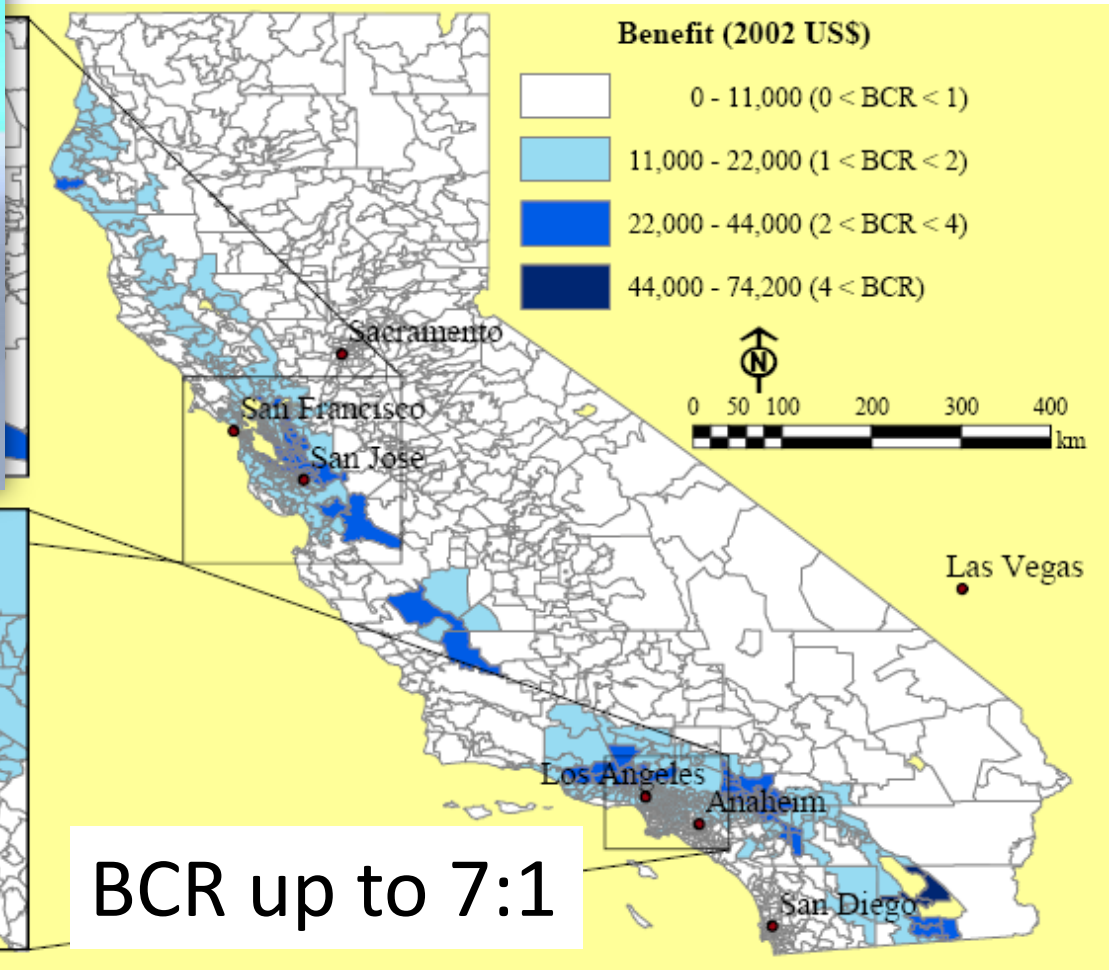 Benefit (2002 US$)
0 - 11,000 (0 < BCR < 1)
11,000 - 22,000 (1 < BCR < 2)
22,000 - 44,000 (2 < BCR < 4)
44,000 - 74,200 (4 < BCR)
N
0 50 100 200 300 400
km
Sacramento
San Francisco
San Jose
Las Vegas
Los Angeles
Anaheim
San Diego
BCR up to 7:1